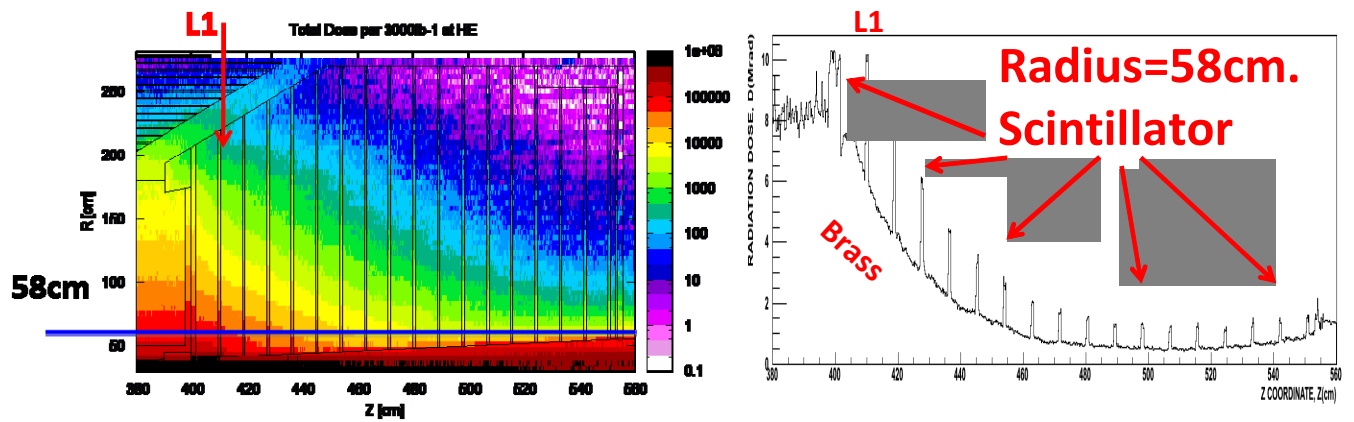 L1
Total Dose per 3000fb-1 at HE
R [cm]
250
200
150
100
50
58cm
380 400 420 440 460 480 500 520 540 560
Z [cm]
1e+06
100000
10000
1000
100
10
1
0.1
L1
Radius=58cm.
Scintillator
Brass
RADIATION DOSE, D(Mrad)
10
8
6
4
2
0
380 400 420 440 460 480 500 520 540 560
Z COORDINATE, Z(cm)